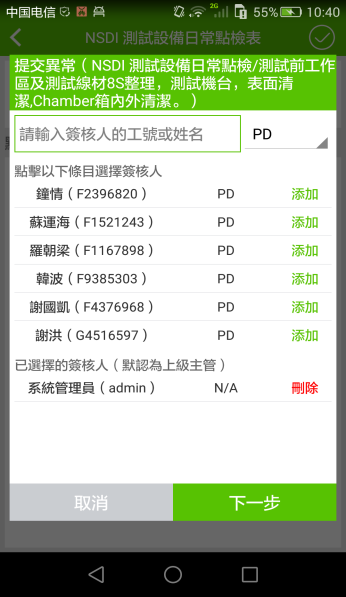 中国电信 2G 55% 10:40
NSDI 測試設備日常點檢表
提交異常（NSDI 測試設備日常點檢/測試前工作
區及測試線材8S整理，測試機台，表面清
潔,Chamber箱內外清潔。）
請輸入簽核人的工號或姓名 PD
點擊以下條目選擇簽核人
鐘情（F2396820） PD 添加
蘇運海（F1521243） PD 添加
羅朝梁（F1167898） PD 添加
韓波（F9385303） PD 添加
謝國凱（F4376968） PD 添加
謝洪（G4516597） PD 添加
已選擇的簽核人（默認為上級主管）
系統管理員（admin） N/A 刪除
取消 下一步